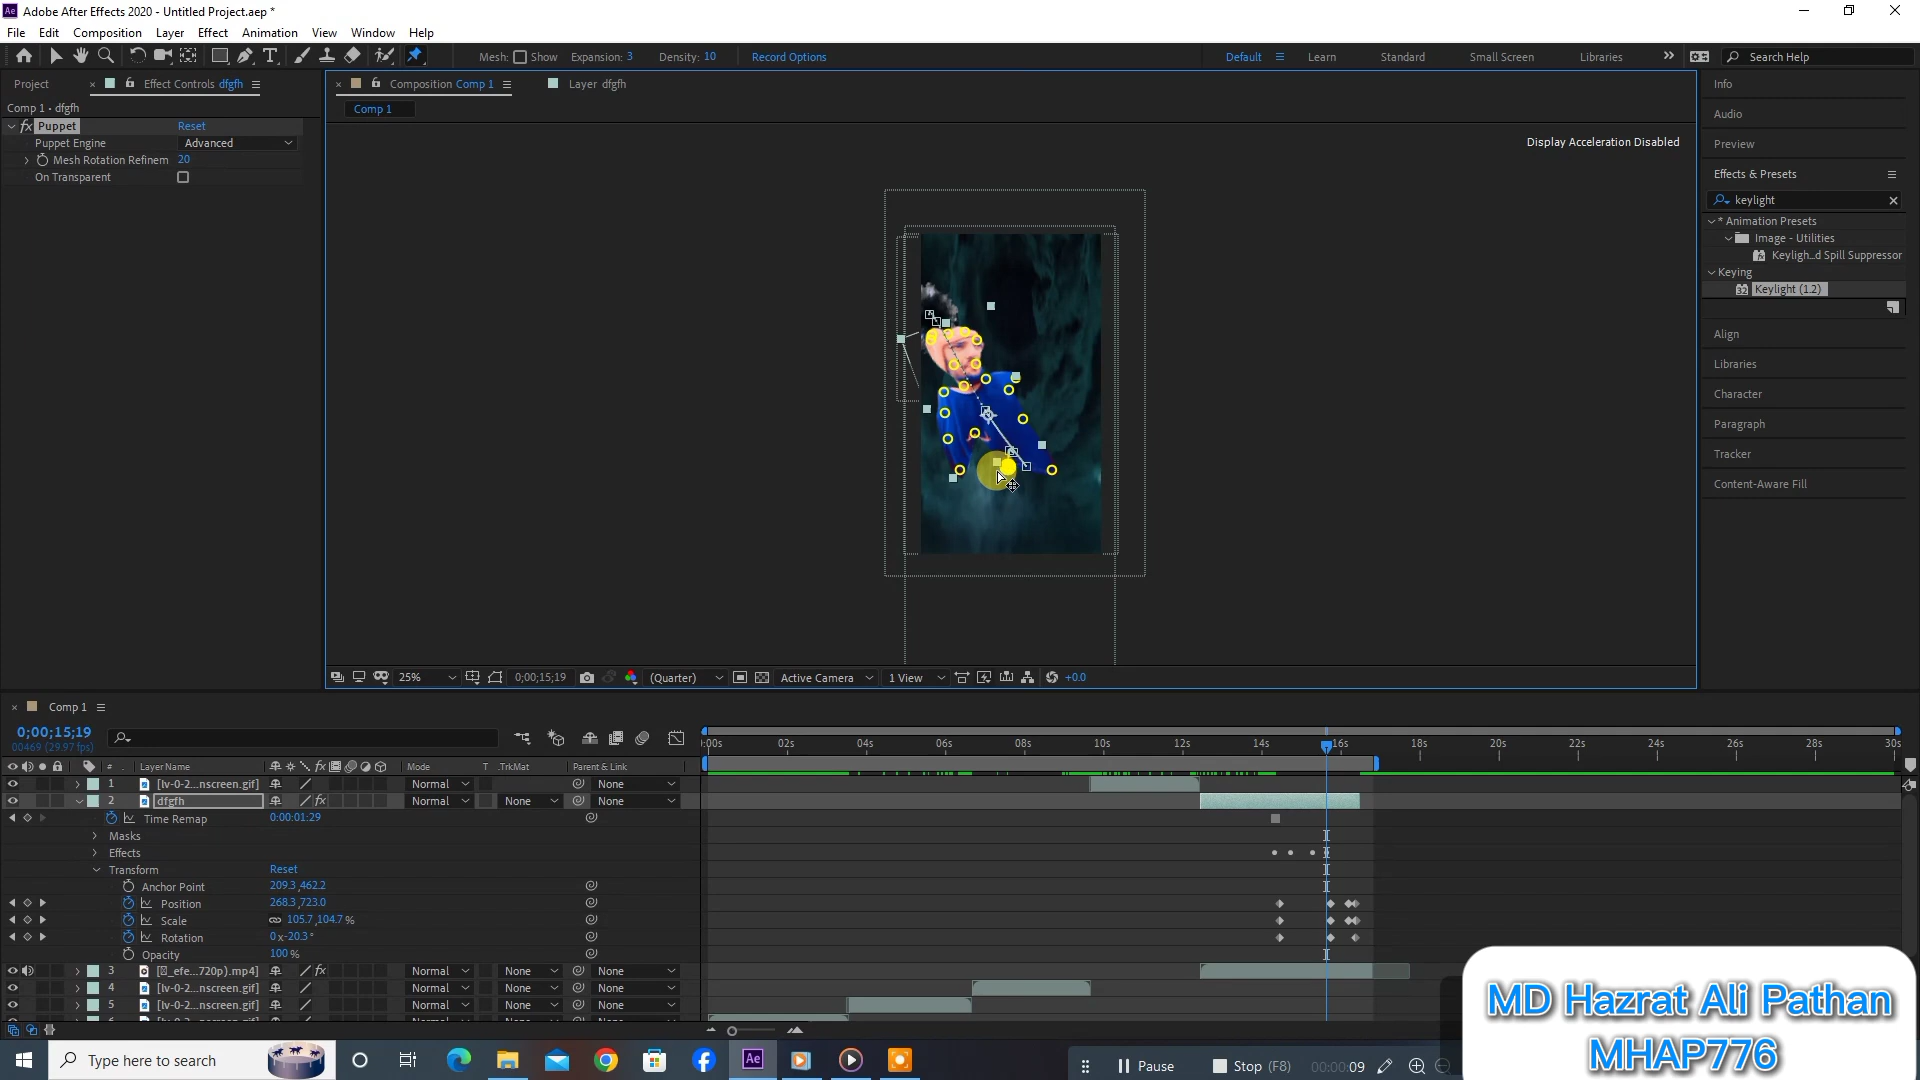 Adobe After Effects 2020 - Untitled Project.aep *
File Edit Composition Layer Effect Animation View Window Help
Mesh: Show Expansion: 3 Density: 10 Record Options Default Learn Standard Small Screen Libraries Search Help
Project Effect Controls dfgfh Composition Comp 1 Layer dfgfh
Comp 1 • dfgfh
Comp 1
fx Puppet Reset
Puppet Engine Advanced
Mesh Rotation Refinem 20
On Transparent
Display Acceleration Disabled
Info
Audio
Preview
Effects & Presets
keylight
* Animation Presets
Image - Utilities
Keyligh...d Spill Suppressor
Keying
32 Keylight (1.2)
Align
Libraries
Character
Paragraph
Tracker
Content-Aware Fill
25% 0;00;15;19 (Quarter) Active Camera 1 View +0.0
Comp 1
0;00;15;19
00469 (29.97 fps)
:00s 02s 04s 06s 08s 10s 12s 14s 16s 18s 20s 22s 24s 26s 28s 30s
# Layer Name Mode T .TrkMat Parent & Link
1 [lv-0-2...nscreen.gif] Normal None
2 dfgfh fx Normal None None
Time Remap 0:00:01:29
Masks
Effects
Transform Reset
Anchor Point 209.3,462.2
Position 268.3,723.0
Scale 105.7,104.7 %
Rotation 0x-20.3°
Opacity 100 %
3 _efe...720p).mp4] fx Normal None None
4 [lv-0-2...nscreen.gif] Normal None None
5 [lv-0-2...nscreen.gif] Normal None None
MD Hazrat Ali Pathan
MHAP776
Type here to search Ae Pause Stop (F8) 00:00:09